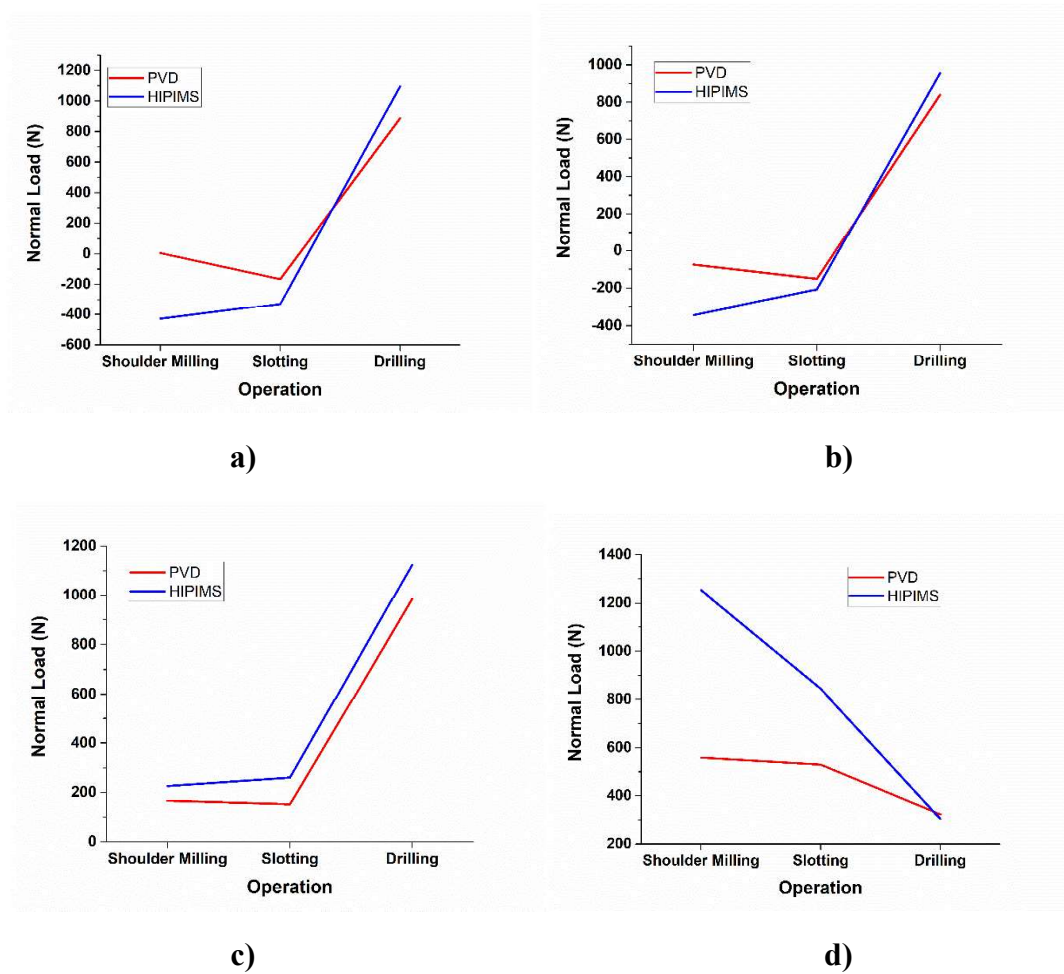 1200
1000
800
600
400
200
0
-200
-400
-600
Normal Load (N)
PVD
HIPIMS
Shoulder Milling Slotting Drilling
Operation
a)
1000
800
600
400
200
0
-200
-400
Normal Load (N)
PVD
HIPIMS
Shoulder Milling Slotting Drilling
Operation
b)
1200
1000
800
600
400
200
0
Normal Load (N)
PVD
HIPIMS
Shoulder Milling Slotting Drilling
Operation
c)
1400
1200
1000
800
600
400
200
Normal Load (N)
PVD
HIPIMS
Shoulder Milling Slotting Drilling
Operation
d)